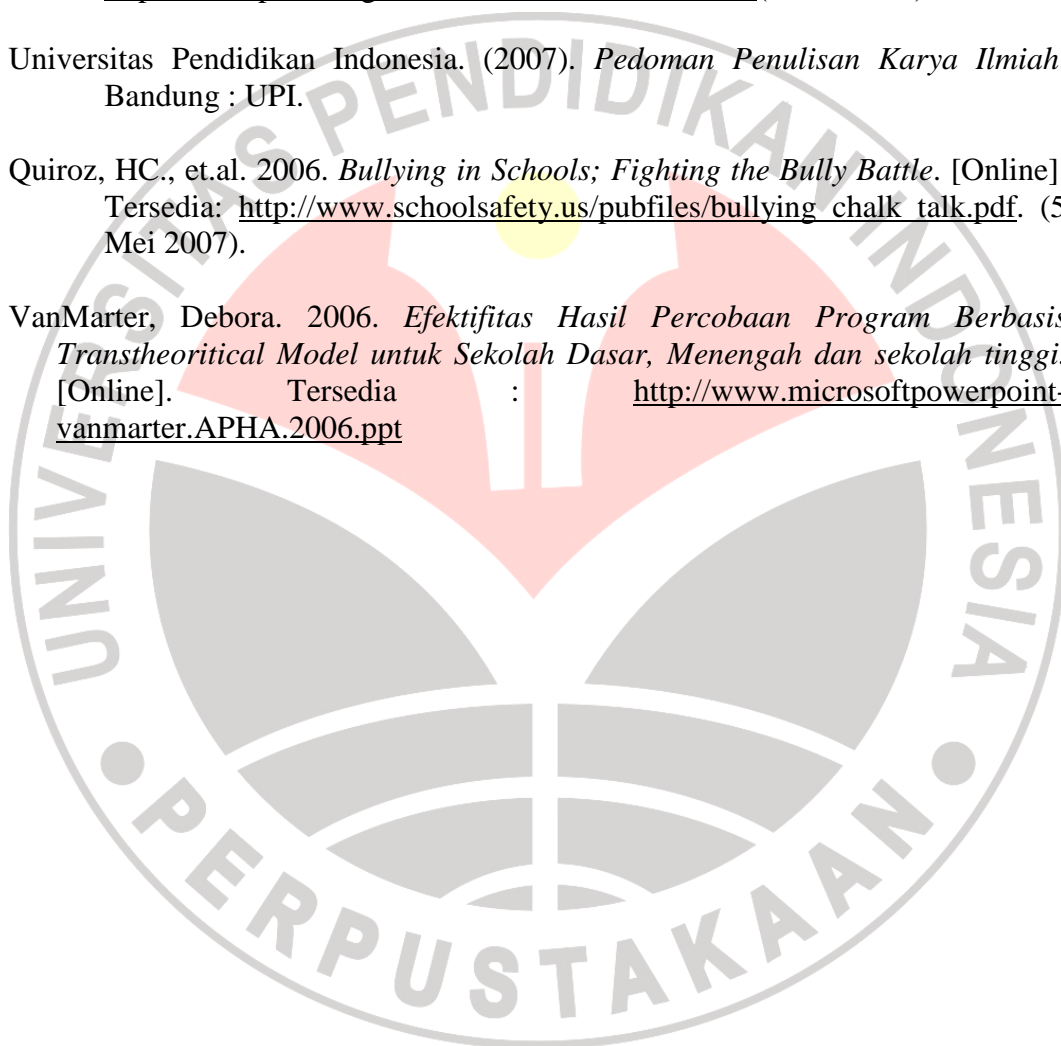 Universitas Pendidikan Indonesia. (2007). Pedoman Penulisan Karya Ilmiah
Bandung : UPI.
Quiroz, HC., et.al. 2006. Bullying in Schools; Fighting the Bully Battle. [Online]
Tersedia: http://www.schoolsafety.us/pubfiles/bullying_chalk_talk.pdf. (5
Mei 2007).
VanMarter, Debora. 2006. Efektifitas Hasil Percobaan Program Berbasis
Transtheoritical Model untuk Sekolah Dasar, Menengah dan sekolah tinggi.
[Online]. Tersedia : http://www.microsoftpowerpoint-
vanmarter.APHA.2006.ppt
UNIVERSITAS PENDIDIKAN INDONESIA
PERPUSTAKAAN